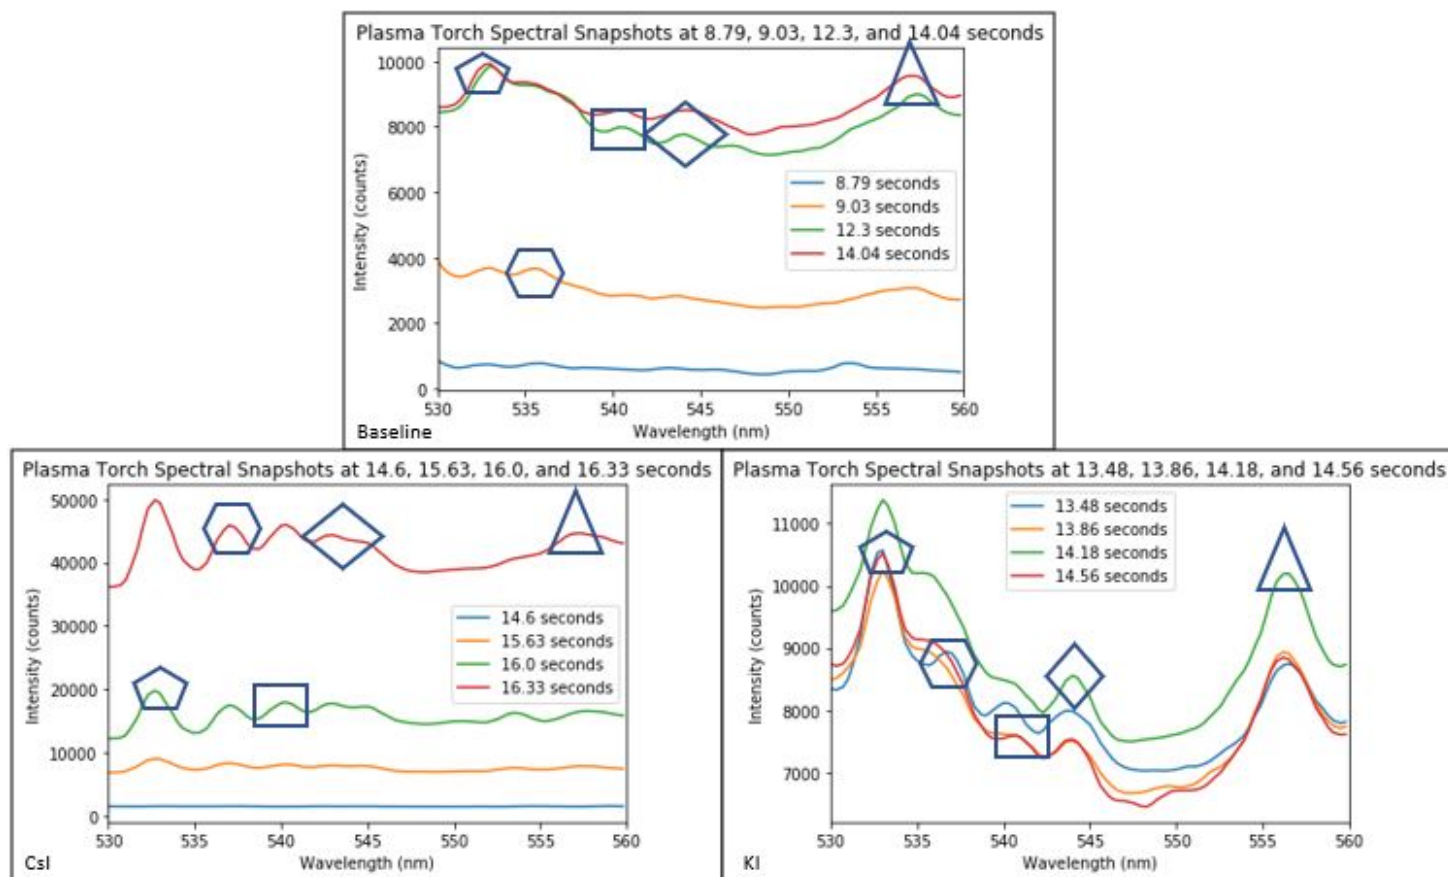 Plasma Torch Spectral Snapshots at 8.79, 9.03, 12.3, and 14.04 seconds
10000
8000
6000
4000
2000
0
Intensity (counts)
8.79 seconds
9.03 seconds
12.3 seconds
14.04 seconds
530 535 540 545 550 555 560
Wavelength (nm)
Baseline
Plasma Torch Spectral Snapshots at 14.6, 15.63, 16.0, and 16.33 seconds
50000
40000
30000
20000
10000
0
Intensity (counts)
14.6 seconds
15.63 seconds
16.0 seconds
16.33 seconds
530 535 540 545 550 555 560
Wavelength (nm)
CsI
Plasma Torch Spectral Snapshots at 13.48, 13.86, 14.18, and 14.56 seconds
11000
10000
9000
8000
7000
Intensity (counts)
13.48 seconds
13.86 seconds
14.18 seconds
14.56 seconds
530 535 540 545 550 555 560
Wavelength (nm)
KI